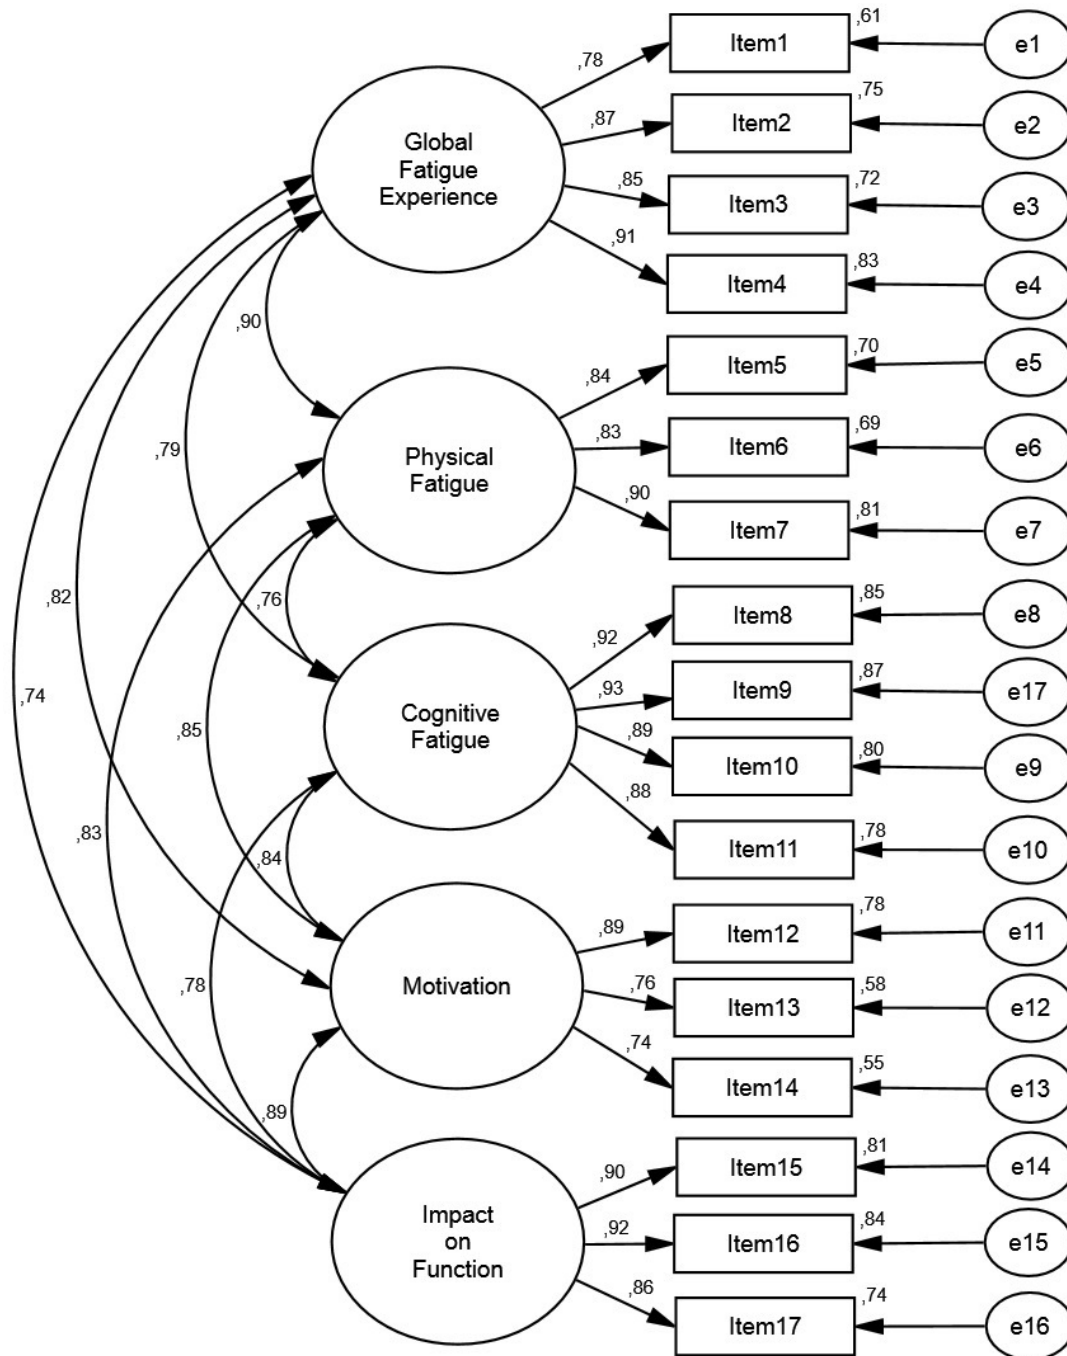 ,61
Item1
e1
,78
,75
Item2
e2
,87
Global
Fatigue
Experience
,72
Item3
e3
,85
,83
Item4
e4
,91
,90
,70
Item5
e5
,84
Physical
Fatigue
,69
Item6
e6
,83
,81
Item7
e7
,90
,79
,76
,82
,74
,85
Item8
e8
,92
,87
Item9
e17
,93
Cognitive
Fatigue
,80
Item10
e9
,89
,78
Item11
e10
,88
,85
,83
,84
,78
Item12
e11
,89
Motivation
,58
Item13
e12
,76
,55
Item14
e13
,74
,78
,89
,81
Item15
e14
,90
Impact
on
Function
,84
Item16
e15
,92
,74
Item17
e16
,86